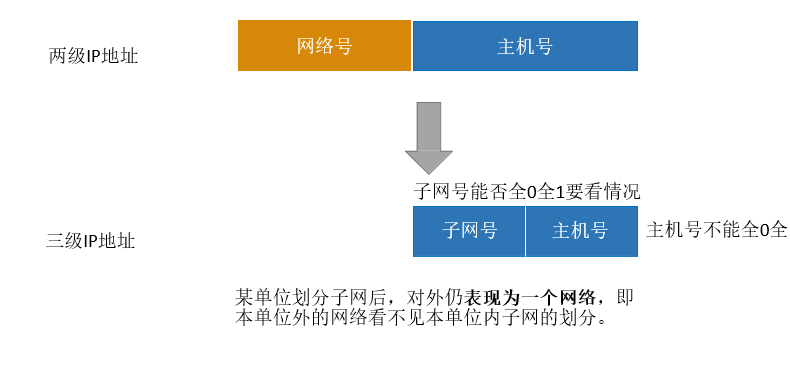 两级IP地址
网络号
主机号
子网号能否全0全1要看情况
三级IP地址
子网号
主机号
主机号不能全0全
某单位划分子网后，对外仍表现为一个网络，即
本单位外的网络看不见本单位内子网的划分。